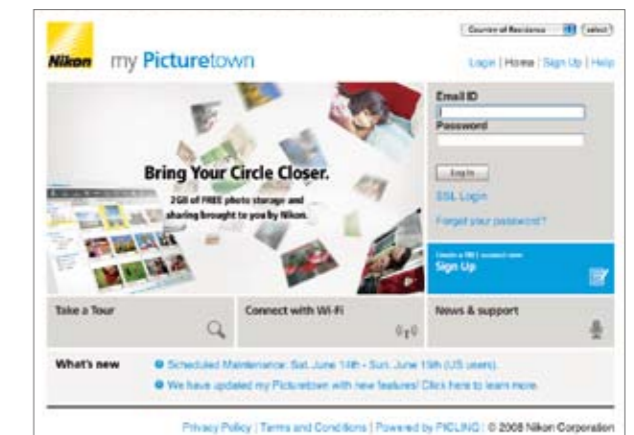 Country of Residence (select)
Nikon my Picturetown
Login | Home | Sign Up | Help
Email ID
Password
Bring Your Circle Closer.
2GB of FREE photo storage and
sharing brought to you by Nikon.
Log In
SSL Login
Forgot your password?
Sign Up
Take a Tour
Connect with Wi-Fi
News & support
What's new
Scheduled Maintenance: Sat. June 14th - Sun. June 15th (US users).
We have updated my Picturetown with new features! Click here to learn more.
Privacy Policy | Terms and Conditions | Powered by PICLING | © 2008 Nikon Corporation